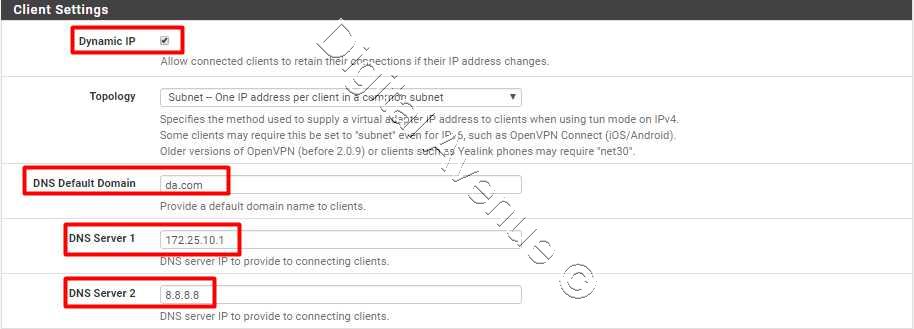 Client Settings
Dynamic IP
Allow connected clients to retain their connections if their IP address changes.
Topology
Subnet -- One IP address per client in a common subnet
Specifies the method used to supply a virtual adapter IP address to clients when using tun mode on IPv4.
Some clients may require this be set to "subnet" even for IPv6, such as OpenVPN Connect (iOS/Android).
Older versions of OpenVPN (before 2.0.9) or clients such as Yealink phones may require "net30".
DNS Default Domain
da.com
Provide a default domain name to clients.
DNS Server 1
172.25.10.1
DNS server IP to provide to connecting clients.
DNS Server 2
8.8.8.8
DNS server IP to provide to connecting clients.
Digital Avenue ©